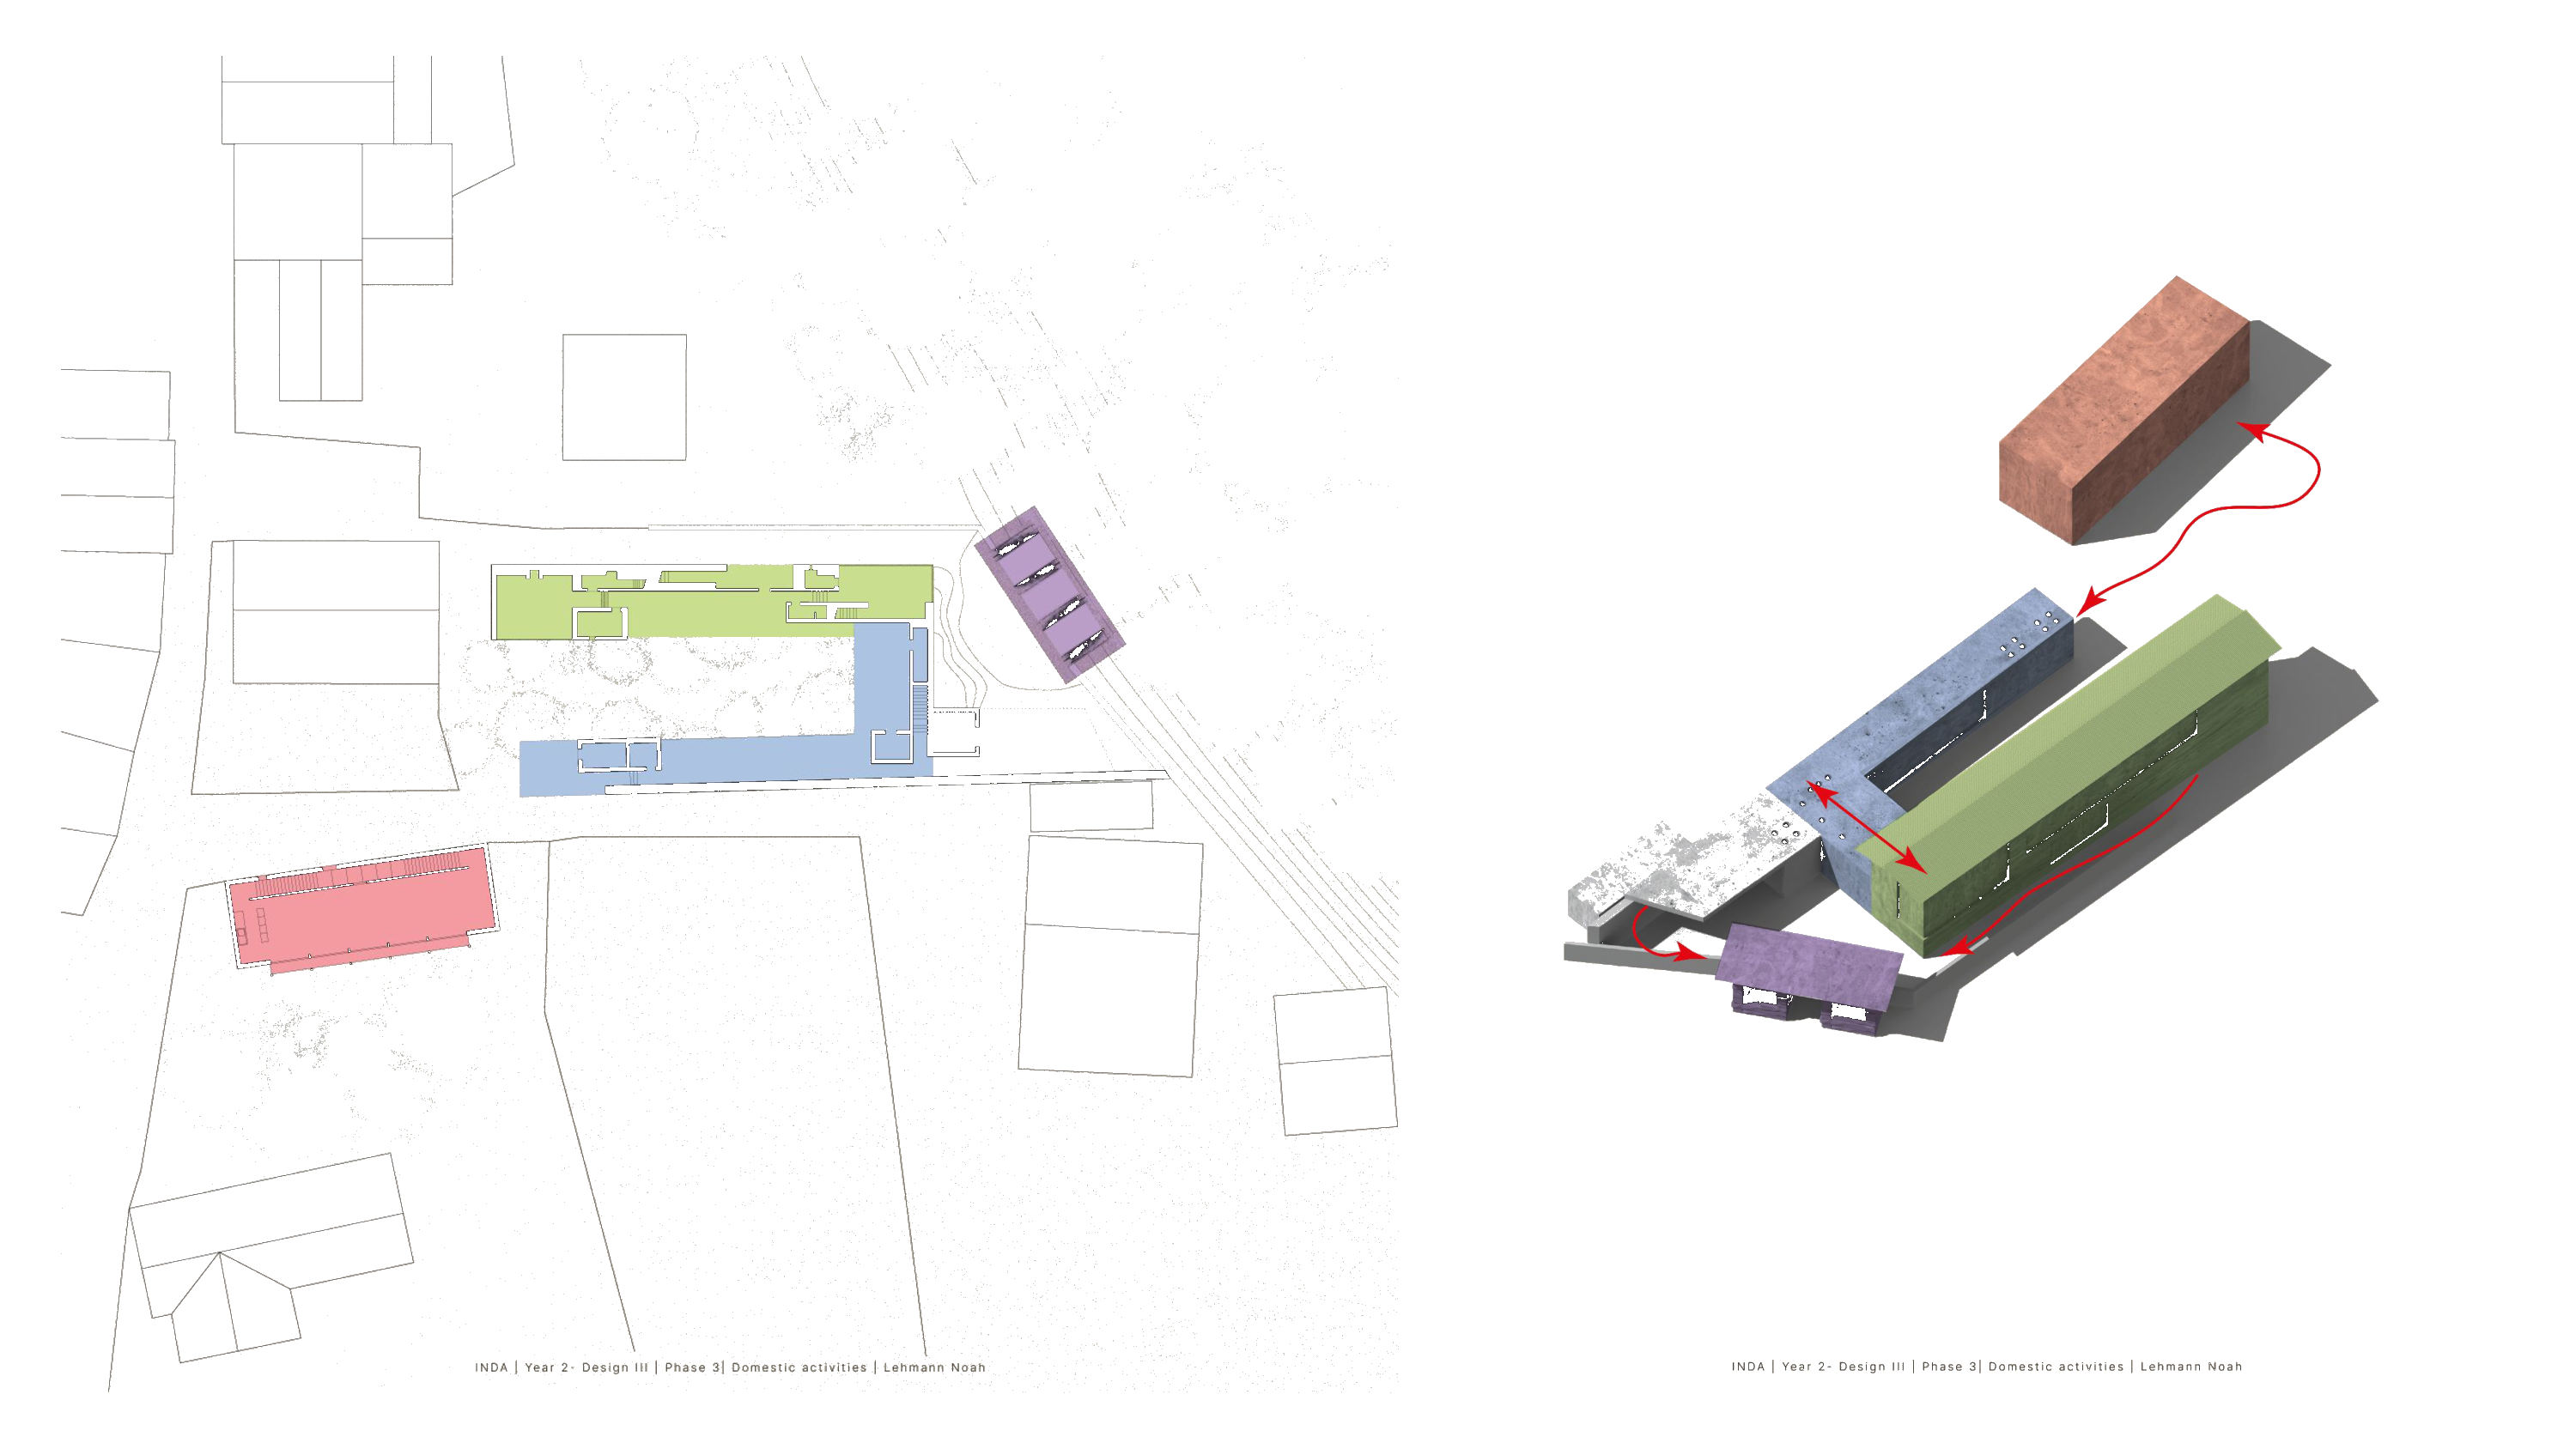 INDA | Year 2- Design III | Phase 3| Domestic activities | Lehmann Noah
INDA | Year 2- Design III | Phase 3| Domestic activities | Lehmann Noah